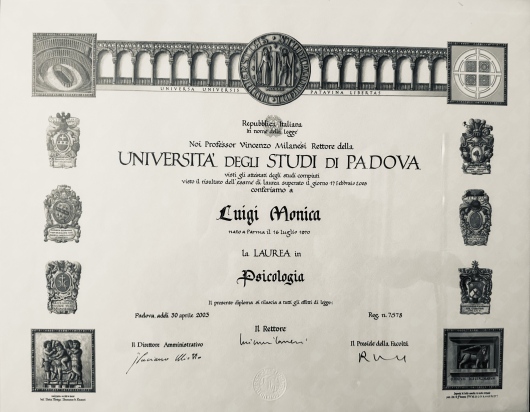 UNIVERSA UNIVERSIS PATAVINA LIBERTAS
Repubblica Italiana
In nome della legge
Noi Professor Vincenzo Milanesi Rettore della
UNIVERSITA' DEGLI STUDI DI PADOVA
visti gli attestati degli studi compiuti
visto il risultato dell'esame di laurea superato il giorno 17 febbraio
conferiamo a
Luigi Monica
nato a Parma il 16 luglio 1970
la LAUREA in
Psicologia
Il presente diploma si rilascia a tutti gli effetti di legge.
Padova, addì 30 aprile 2003
Reg. n. 7578
Il Direttore Amministrativo
Il Rettore
Il Preside della Facoltà